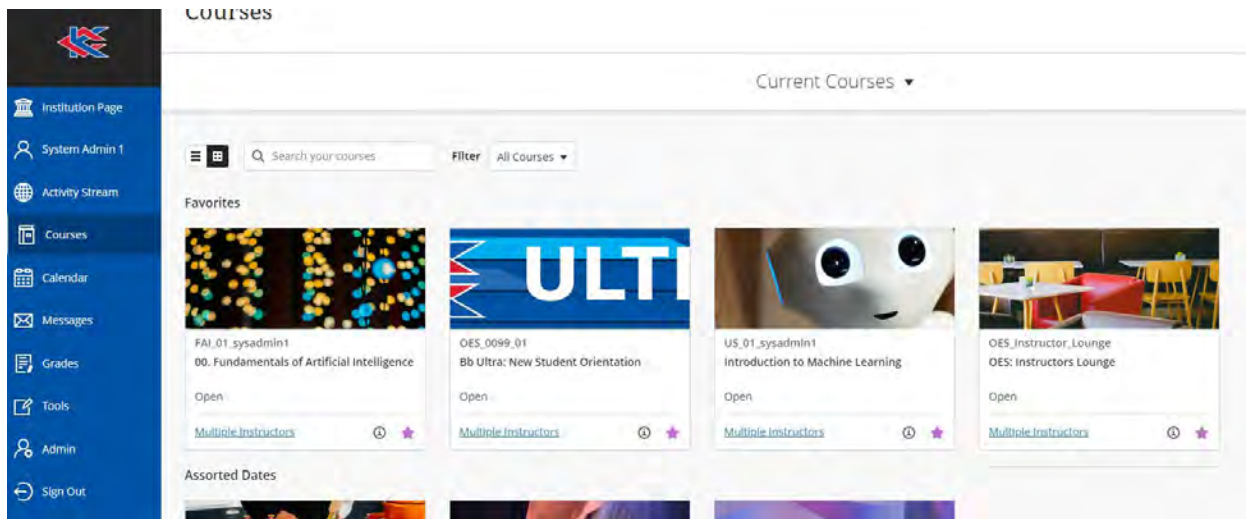 Courses
Current Courses
Institution Page
System Admin 1
Activity Stream
Courses
Calendar
Messages
Grades
Tools
Admin
Sign Out
Search your courses
Filter
All Courses
Favorites
ULTI
FAI_01_sysadmin1
00. Fundamentals of Artificial Intelligence
Open
Multiple Instructors
OES_0099_01
Bb Ultra: New Student Orientation
Open
Multiple Instructors
US_01_sysadmin1
Introduction to Machine Learning
Open
Multiple Instructors
OES_Instructor_Lounge
OES: Instructors Lounge
Open
Multiple Instructors
Assorted Dates